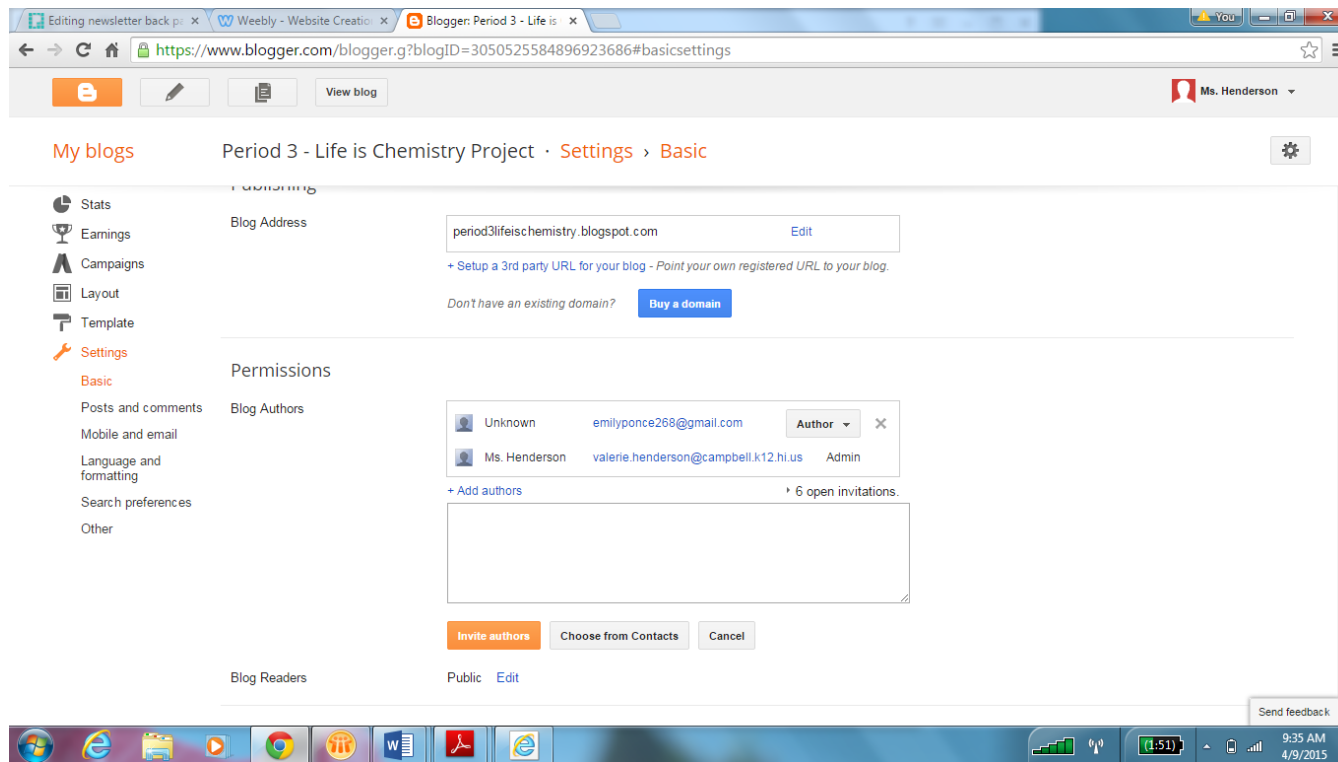 Editing newsletter back pa
Weebly - Website Creation
Blogger: Period 3 - Life is
You
https://www.blogger.com/blogger.g?blogID=3050525584896923686#basicsettings
View blog
Ms. Henderson
My blogs
Period 3 - Life is Chemistry Project · Settings › Basic
Publishing
Stats
Earnings
Campaigns
Layout
Template
Settings
Basic
Posts and comments
Mobile and email
Language and
formatting
Search preferences
Other
Blog Address
period3lifeischemistry.blogspot.com Edit
+ Setup a 3rd party URL for your blog - Point your own registered URL to your blog.
Don't have an existing domain? Buy a domain
Permissions
Blog Authors
Unknown emilyponce268@gmail.com Author
Ms. Henderson valerie.henderson@campbell.k12.hi.us Admin
+ Add authors 6 open invitations.
Invite authors Choose from Contacts Cancel
Blog Readers Public Edit
Send feedback
(1:51)
9:35 AM
4/9/2015